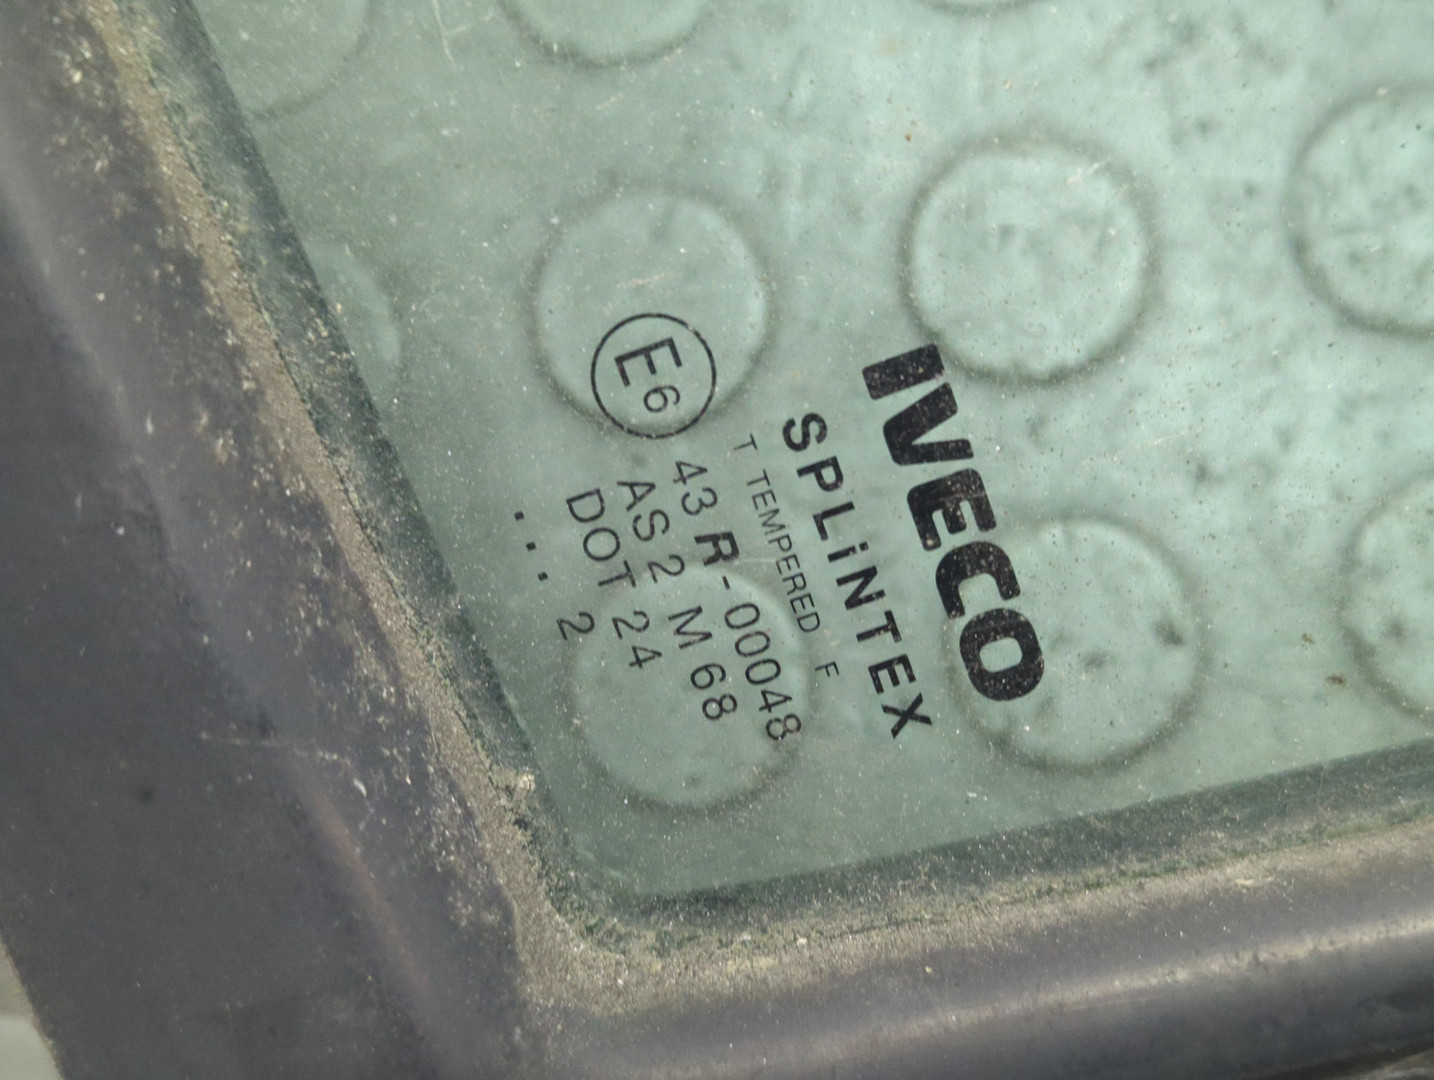 IVECO
SPLiNTEX
T TEMPERED F
E6 43 R-00048
AS 2 M 68
DOT 24
... 2